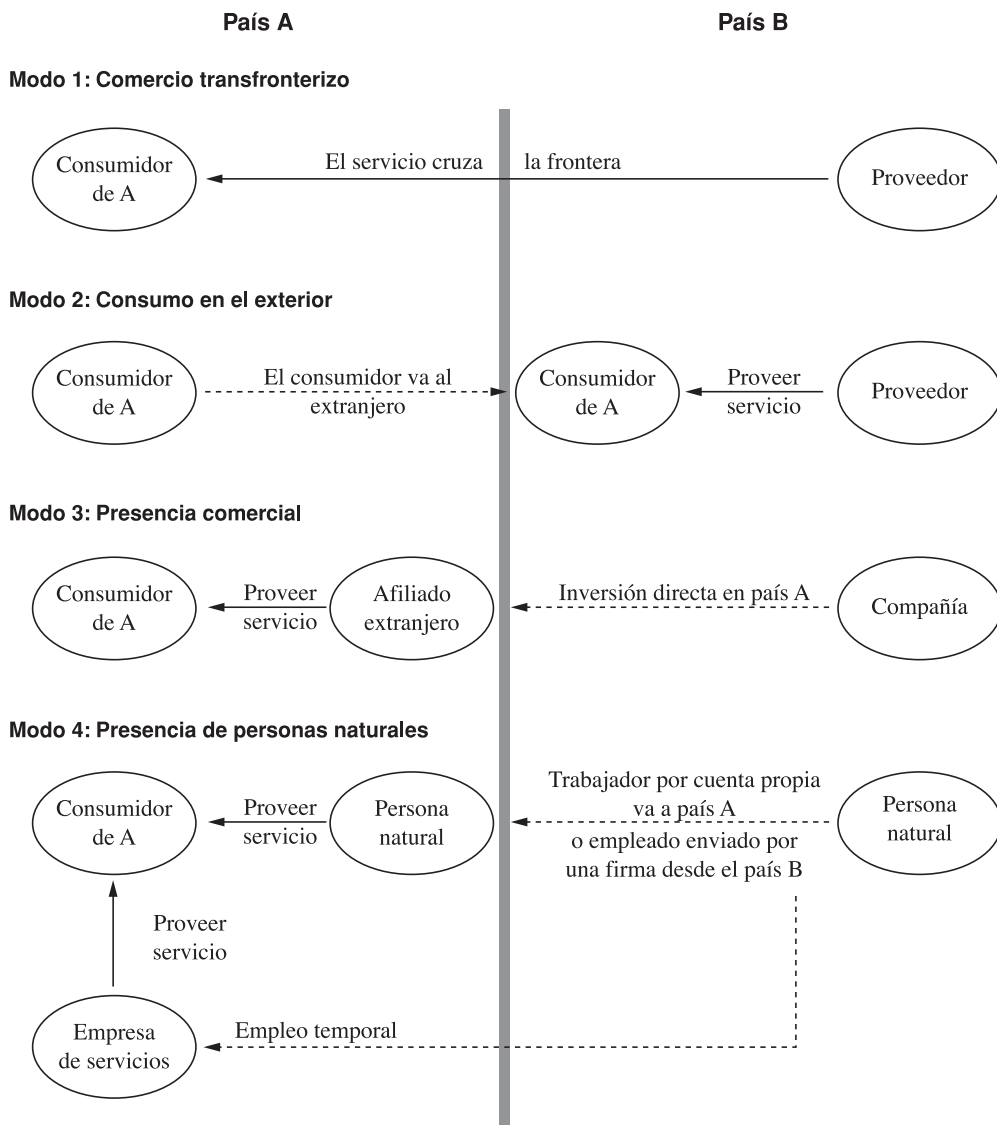 País A
País B
Modo 1: Comercio transfronterizo
Consumidor
de A
El servicio cruza
la frontera
Proveedor
Modo 2: Consumo en el exterior
Consumidor
de A
El consumidor va al
extranjero
Consumidor
de A
Proveer
servicio
Proveedor
Modo 3: Presencia comercial
Consumidor
de A
Proveer
servicio
Afiliado
extranjero
Inversión directa en país A
Compañía
Modo 4: Presencia de personas naturales
Consumidor
de A
Proveer
servicio
Persona
natural
Trabajador por cuenta propia
va a país A
o empleado enviado por
una firma desde el país B
Persona
natural
Proveer
servicio
Empresa
de servicios
Empleo temporal